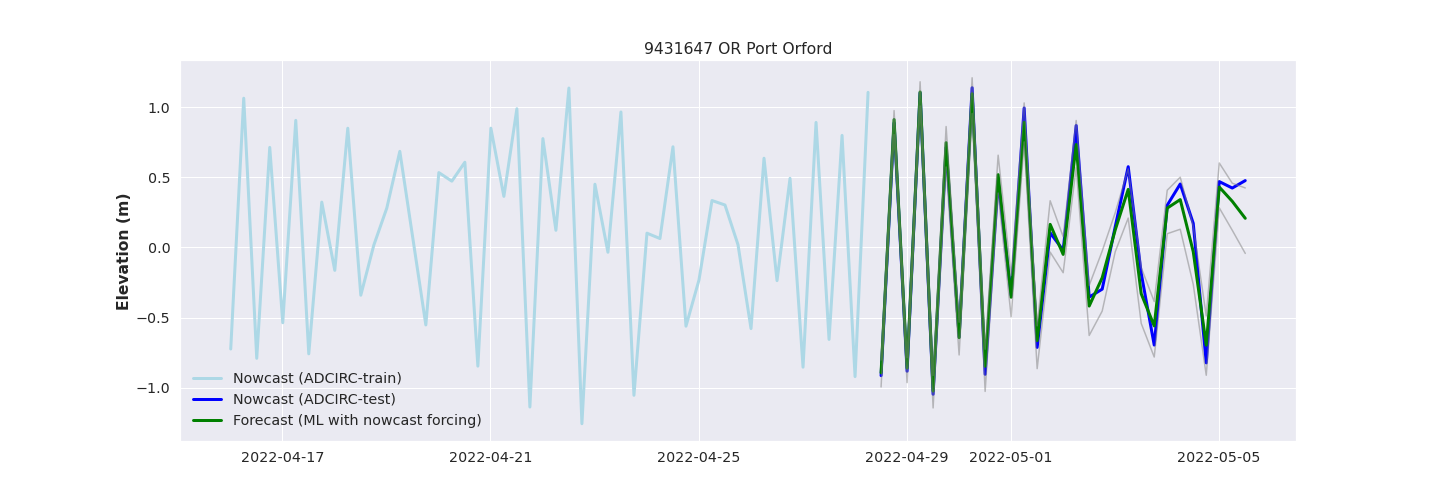 9431647 OR Port Orford
Elevation (m)
1.0
0.5
0.0
−0.5
−1.0
Nowcast (ADCIRC-train)
Nowcast (ADCIRC-test)
Forecast (ML with nowcast forcing)
2022-04-17 2022-04-21 2022-04-25 2022-04-29 2022-05-01 2022-05-05